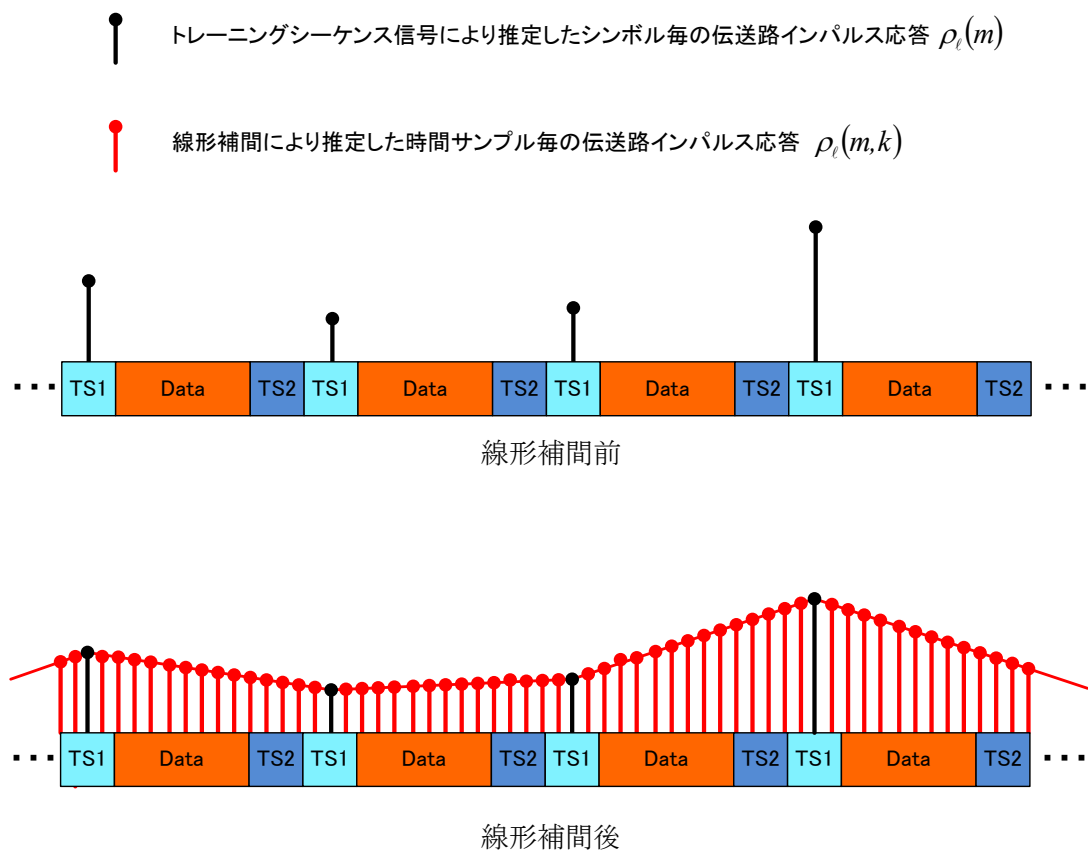 トレーニングシーケンス信号により推定したシンボル毎の伝送路インパルス応答 ρℓ(m)
線形補間により推定した時間サンプル毎の伝送路インパルス応答 ρℓ(m,k)
… TS1 Data TS2 TS1 Data TS2 TS1 Data TS2 TS1 Data TS2 …
線形補間前
… TS1 Data TS2 TS1 Data TS2 TS1 Data TS2 TS1 Data TS2 …
線形補間後